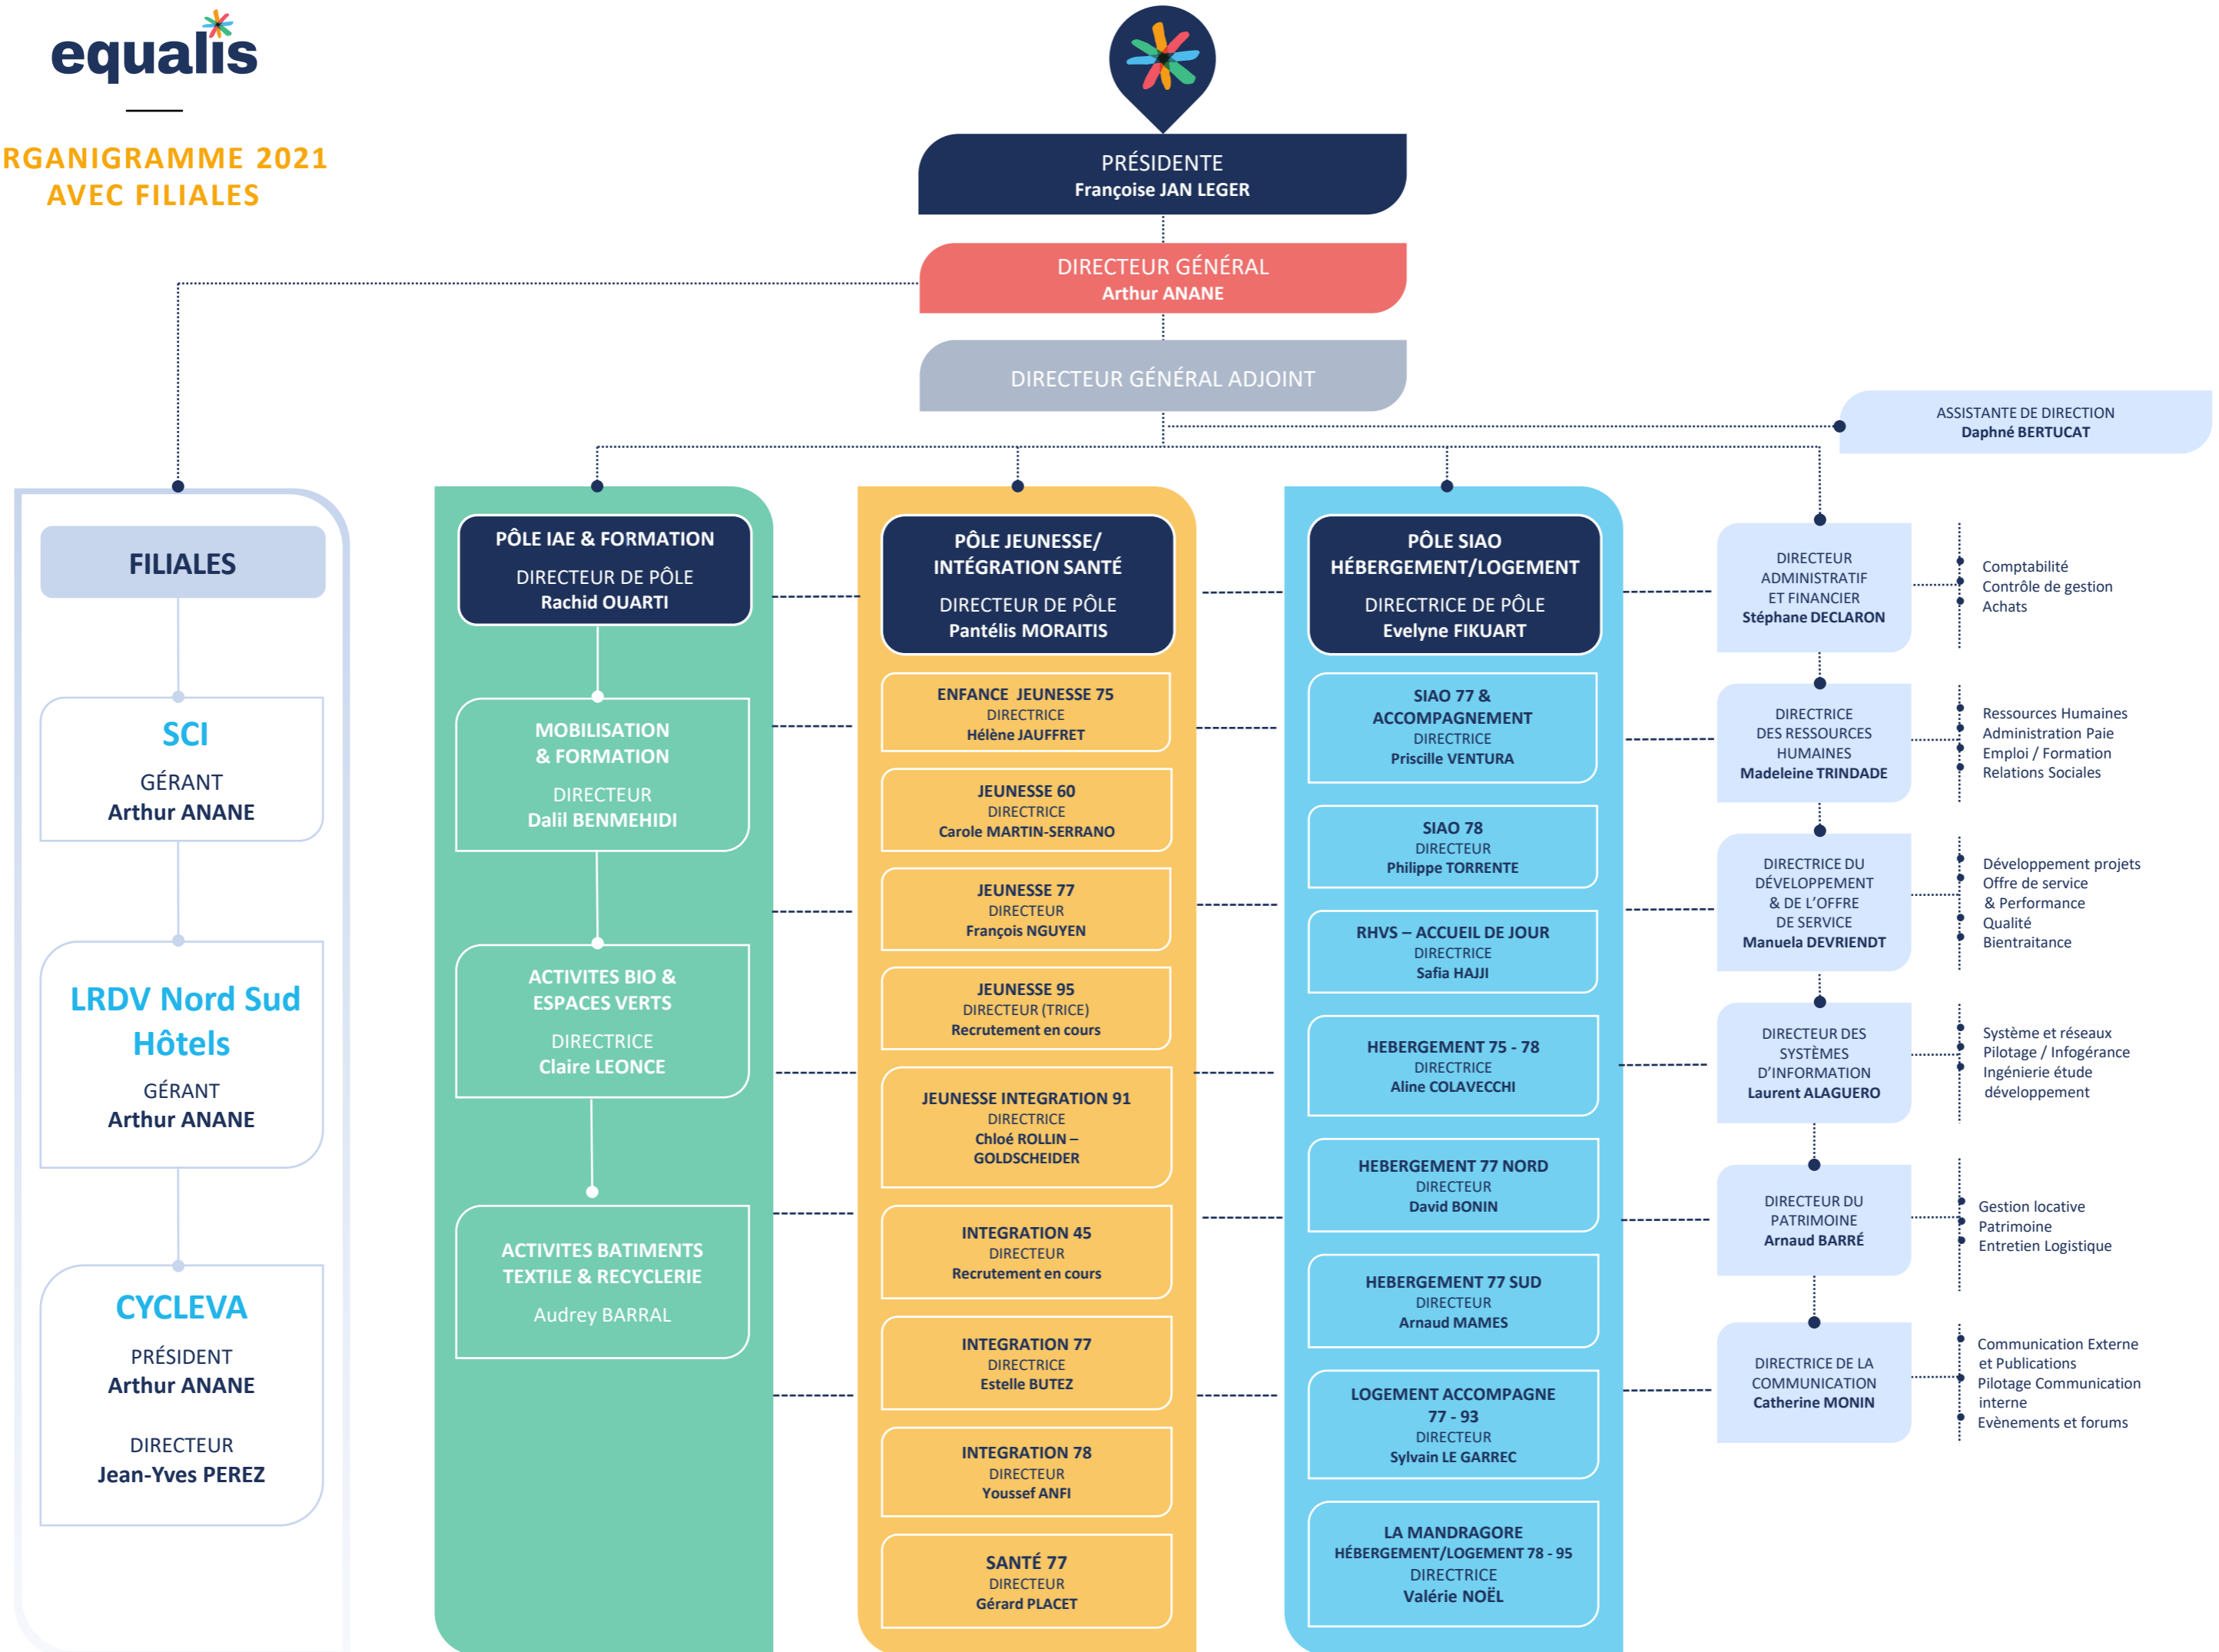 equalis
RGANIGRAMME 2021
AVEC FILIALES
PRÉSIDENTE
Françoise JAN LEGER
DIRECTEUR GÉNÉRAL
Arthur ANANE
DIRECTEUR GÉNÉRAL ADJOINT
ASSISTANTE DE DIRECTION
Daphné BERTUCAT
FILIALES
SCI
GÉRANT
Arthur ANANE
LRDV Nord Sud
Hôtels
GÉRANT
Arthur ANANE
CYCLEVA
PRÉSIDENT
Arthur ANANE
DIRECTEUR
Jean-Yves PEREZ
PÔLE IAE & FORMATION
DIRECTEUR DE PÔLE
Rachid OUARTI
MOBILISATION
& FORMATION
DIRECTEUR
Dalil BENMEHIDI
ACTIVITES BIO &
ESPACES VERTS
DIRECTRICE
Claire LEONCE
ACTIVITES BATIMENTS
TEXTILE & RECYCLERIE
Audrey BARRAL
PÔLE JEUNESSE/
INTÉGRATION SANTÉ
DIRECTEUR DE PÔLE
Pantélis MORAITIS
ENFANCE JEUNESSE 75
DIRECTRICE
Hélène JAUFFRET
JEUNESSE 60
DIRECTRICE
Carole MARTIN-SERRANO
JEUNESSE 77
DIRECTEUR
François NGUYEN
JEUNESSE 95
DIRECTEUR (TRICE)
Recrutement en cours
JEUNESSE INTEGRATION 91
DIRECTRICE
Chloé ROLLIN –
GOLDSCHEIDER
INTEGRATION 45
DIRECTEUR
Recrutement en cours
INTEGRATION 77
DIRECTRICE
Estelle BUTEZ
INTEGRATION 78
DIRECTEUR
Youssef ANFI
SANTÉ 77
DIRECTEUR
Gérard PLACET
PÔLE SIAO
HÉBERGEMENT/LOGEMENT
DIRECTRICE DE PÔLE
Evelyne FIKUART
SIAO 77 &
ACCOMPAGNEMENT
DIRECTRICE
Priscille VENTURA
SIAO 78
DIRECTEUR
Philippe TORRENTE
RHVS – ACCUEIL DE JOUR
DIRECTRICE
Safia HAJJI
HEBERGEMENT 75 - 78
DIRECTRICE
Aline COLAVECCHI
HEBERGEMENT 77 NORD
DIRECTEUR
David BONIN
HEBERGEMENT 77 SUD
DIRECTEUR
Arnaud MAMES
LOGEMENT ACCOMPAGNE
77 - 93
DIRECTEUR
Sylvain LE GARREC
LA MANDRAGORE
HÉBERGEMENT/LOGEMENT 78 - 95
DIRECTRICE
Valérie NOËL
DIRECTEUR
ADMINISTRATIF
ET FINANCIER
Stéphane DECLARON
Comptabilité
Contrôle de gestion
Achats
DIRECTRICE
DES RESSOURCES
HUMAINES
Madeleine TRINDADE
Ressources Humaines
Administration Paie
Emploi / Formation
Relations Sociales
DIRECTRICE DU
DÉVELOPPEMENT
& DE L'OFFRE
DE SERVICE
Manuela DEVRIENDT
Développement projets
Offre de service
& Performance
Qualité
Bientraitance
DIRECTEUR DES
SYSTÈMES
D'INFORMATION
Laurent ALAGUERO
Système et réseaux
Pilotage / Infogérance
Ingénierie étude
développement
DIRECTEUR DU
PATRIMOINE
Arnaud BARRÉ
Gestion locative
Patrimoine
Entretien Logistique
DIRECTRICE DE LA
COMMUNICATION
Catherine MONIN
Communication Externe
et Publications
Pilotage Communication
interne
Evènements et forums